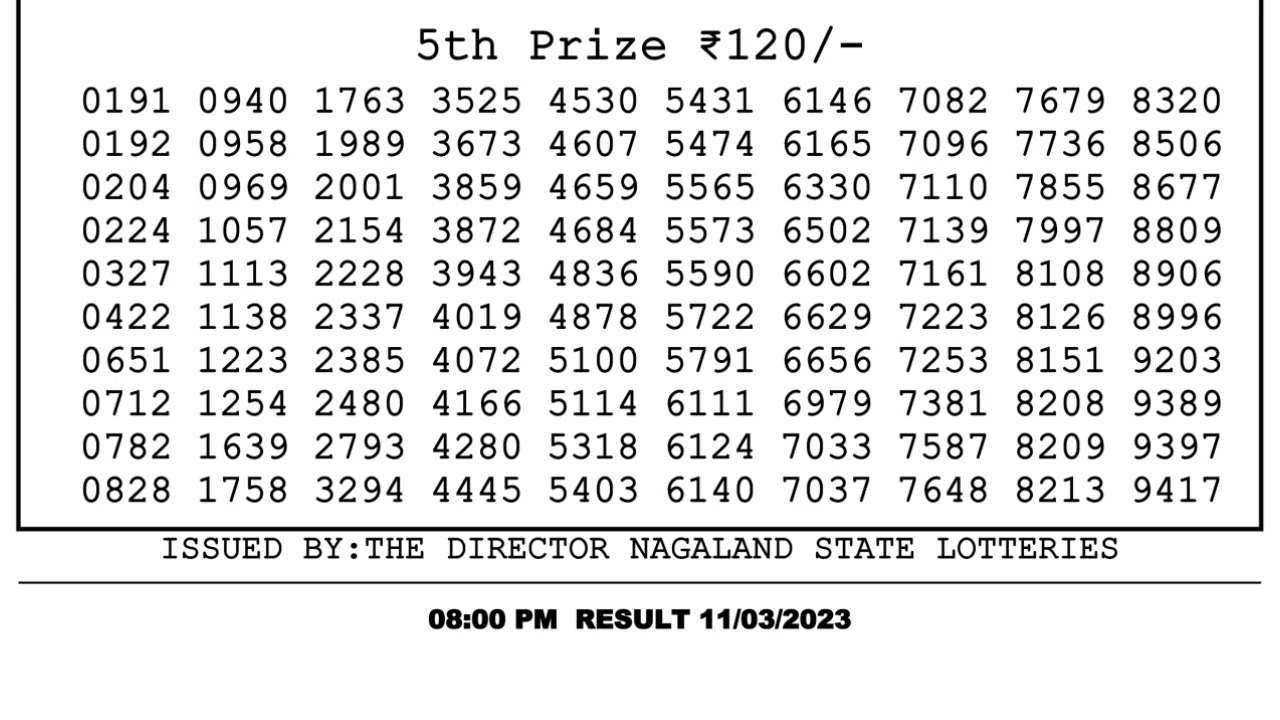 5th Prize ₹120/-
0191 0940 1763 3525 4530 5431 6146 7082 7679 8320
0192 0958 1989 3673 4607 5474 6165 7096 7736 8506
0204 0969 2001 3859 4659 5565 6330 7110 7855 8677
0224 1057 2154 3872 4684 5573 6502 7139 7997 8809
0327 1113 2228 3943 4836 5590 6602 7161 8108 8906
0422 1138 2337 4019 4878 5722 6629 7223 8126 8996
0651 1223 2385 4072 5100 5791 6656 7253 8151 9203
0712 1254 2480 4166 5114 6111 6979 7381 8208 9389
0782 1639 2793 4280 5318 6124 7033 7587 8209 9397
0828 1758 3294 4445 5403 6140 7037 7648 8213 9417
ISSUED BY:THE DIRECTOR NAGALAND STATE LOTTERIES
08:00 PM RESULT 11/03/2023